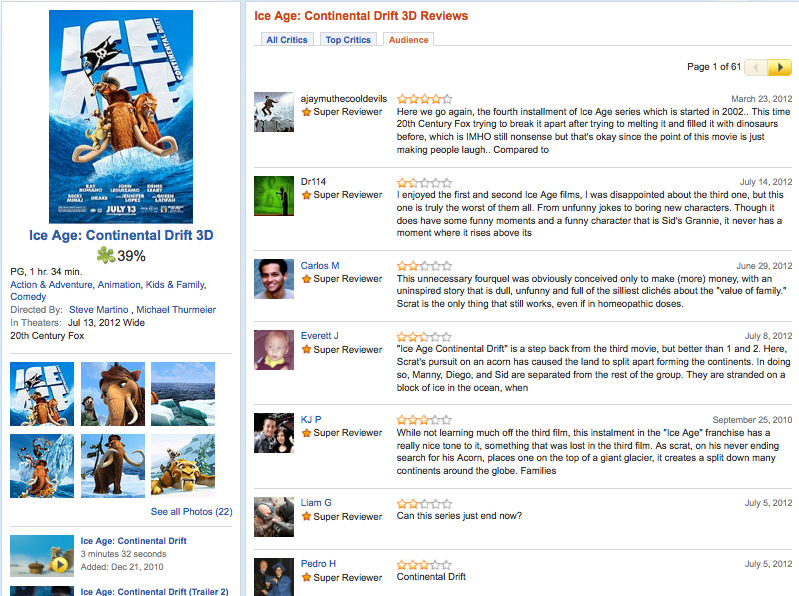 ICE
AGE
CONTINENTAL DRIFT
RAY ROMANO JOHN LEGUIZAMO DENIS LEARY
NICKI MINAJ DRAKE AND JENNIFER LOPEZ AND QUEEN LATIFAH
JULY 13
Ice Age: Continental Drift 3D
39%
PG, 1 hr. 34 min.
Action & Adventure, Animation, Kids & Family,
Comedy
Directed By: Steve Martino , Michael Thurmeier
In Theaters: Jul 13, 2012 Wide
20th Century Fox
See all Photos (22)
Ice Age: Continental Drift
3 minutes 32 seconds
Added: Dec 21, 2010
Ice Age: Continental Drift (Trailer 2)
Ice Age: Continental Drift 3D Reviews
All Critics Top Critics Audience
Page 1 of 61
ajaymuthecooldevils
Super Reviewer
March 23, 2012
Here we go again, the fourth installment of Ice Age series which is started in 2002.. This time
20th Century Fox trying to break it apart after trying to melting it and filled it with dinosaurs
before, which is IMHO still nonsense but that's okay since the point of this movie is just
making people laugh.. Compared to
Dr114
Super Reviewer
July 14, 2012
I enjoyed the first and second Ice Age films, I was disappointed about the third one, but this
one is truly the worst of them all. From unfunny jokes to boring new characters. Though it
does have some funny moments and a funny character that is Sid's Grannie, it never has a
moment where it rises above its
Carlos M
Super Reviewer
June 29, 2012
This unnecessary fourquel was obviously conceived only to make (more) money, with an
uninspired story that is dull, unfunny and full of the silliest clichés about the "value of family."
Scrat is the only thing that still works, even if in homeopathic doses.
Everett J
Super Reviewer
July 8, 2012
"Ice Age Continental Drift" is a step back from the third movie, but better than 1 and 2. Here,
Scrat's pursuit on an acorn has caused the land to split apart forming the continents. In doing
so, Manny, Diego, and Sid are separated from the rest of the group. They are stranded on a
block of ice in the ocean, when
KJ P
Super Reviewer
September 25, 2010
While not learning much off the third film, this instalment in the "Ice Age" franchise has a
really nice tone to it, something that was lost in the third film. As scrat, on his never ending
search for his Acorn, places one on the top of a giant glacier, it creates a split down many
continents around the globe. Families
Liam G
Super Reviewer
July 5, 2012
Can this series just end now?
Pedro H
Super Reviewer
July 5, 2012
Continental Drift